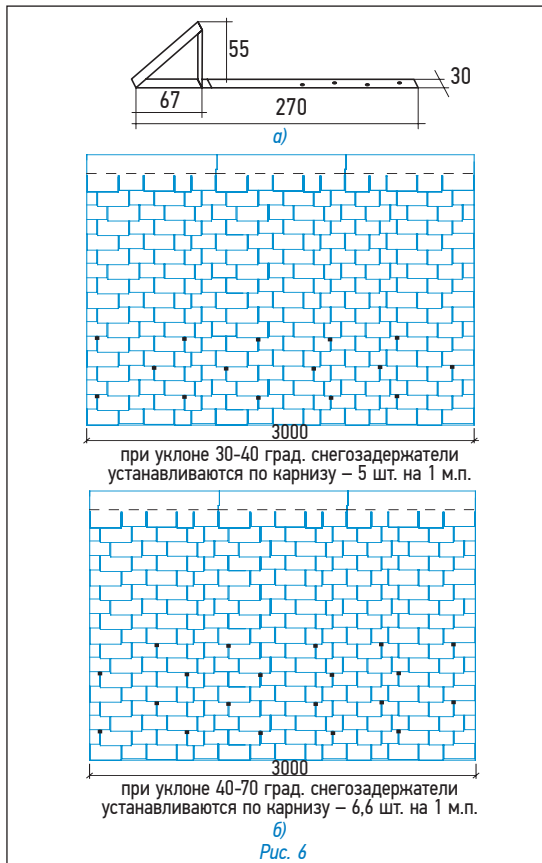 55
30
67
270
а)
3000
при уклоне 30-40 град. снегозадержатели
устанавливаются по карнизу – 5 шт. на 1 м.п.
3000
при уклоне 40-70 град. снегозадержатели
устанавливаются по карнизу – 6,6 шт. на 1 м.п.
б)
Рис. 6